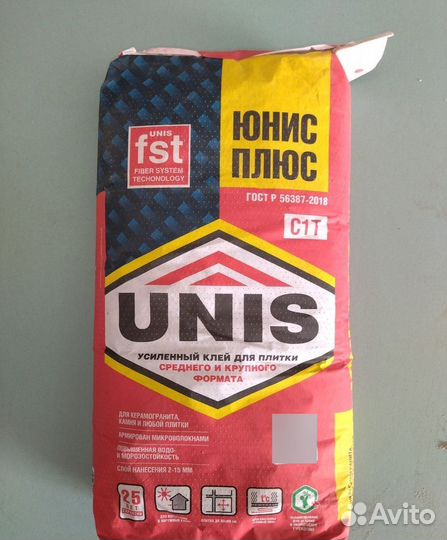 UNIS
fst
FIBER SYSTEM
TECHONOLOGY
ЮНИС
ПЛЮС
ГОСТ Р 56387-2018
C1T
UNIS
УСИЛЕННЫЙ КЛЕЙ ДЛЯ ПЛИТКИ
СРЕДНЕГО И КРУПНОГО
ФОРМАТА
ДЛЯ КЕРАМОГРАНИТА,
КАМНЯ И ЛЮБОЙ ПЛИТКИ
АРМИРОВАН МИКРОВОЛОКНАМИ
ПОВЫШЕННАЯ ВОДО-
И МОРОЗОСТОЙКОСТЬ
СЛОЙ НАНЕСЕНИЯ 2-15 ММ
25
t°C
Avito